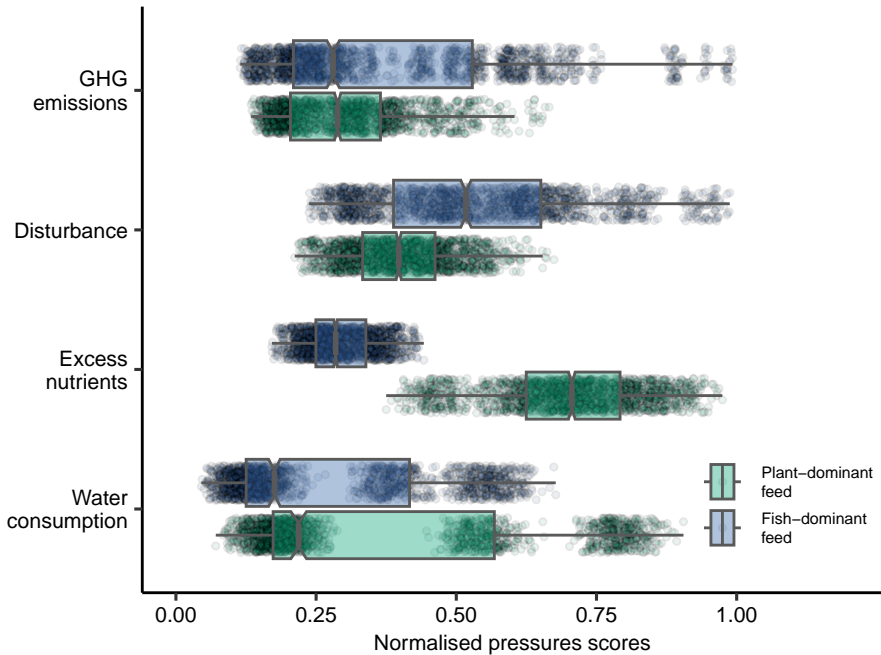 GHG
emissions
Disturbance
Excess
nutrients
Water
consumption
Plant−dominant
feed
Fish−dominant
feed
0.00 0.25 0.50 0.75 1.00
Normalised pressures scores